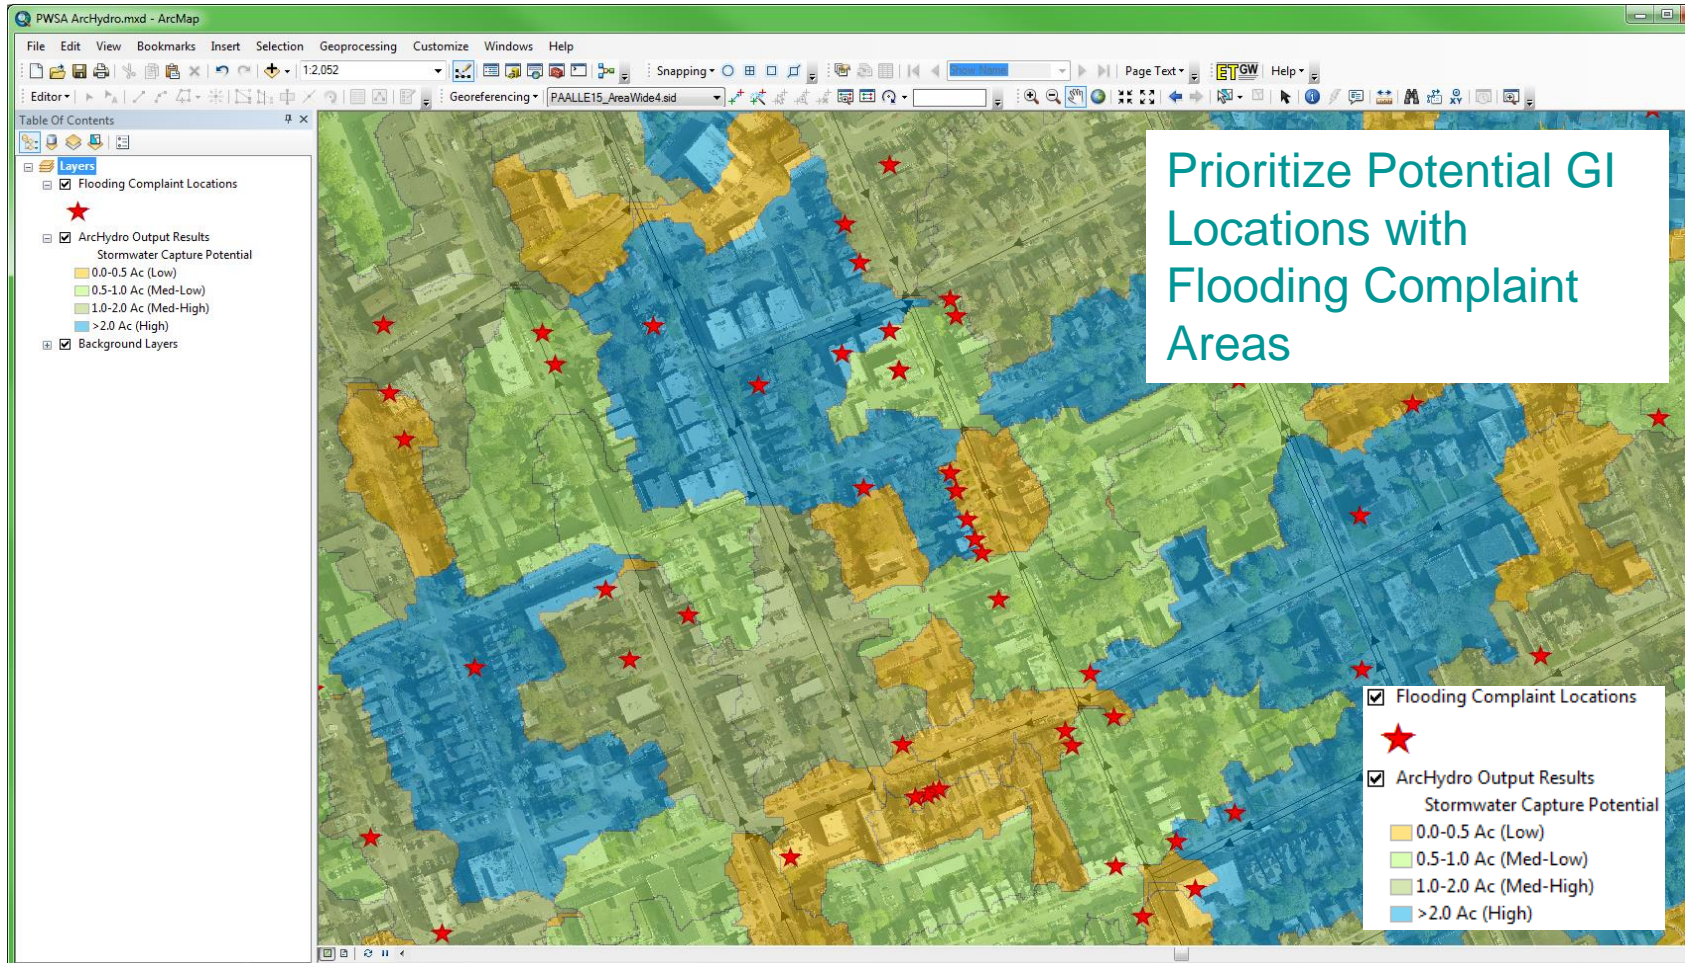 PWSA ArcHydro.mxd - ArcMap
File Edit View Bookmarks Insert Selection Geoprocessing Customize Windows Help
1:2,052 Snapping Show Name Page Text ET GW Help
Editor Georeferencing PAALLE15_AreaWide4.sid
Table Of Contents
Layers
Flooding Complaint Locations
ArcHydro Output Results
Stormwater Capture Potential
0.0-0.5 Ac (Low)
0.5-1.0 Ac (Med-Low)
1.0-2.0 Ac (Med-High)
>2.0 Ac (High)
Background Layers
Prioritize Potential GI
Locations with
Flooding Complaint
Areas
Flooding Complaint Locations
ArcHydro Output Results
Stormwater Capture Potential
0.0-0.5 Ac (Low)
0.5-1.0 Ac (Med-Low)
1.0-2.0 Ac (Med-High)
>2.0 Ac (High)